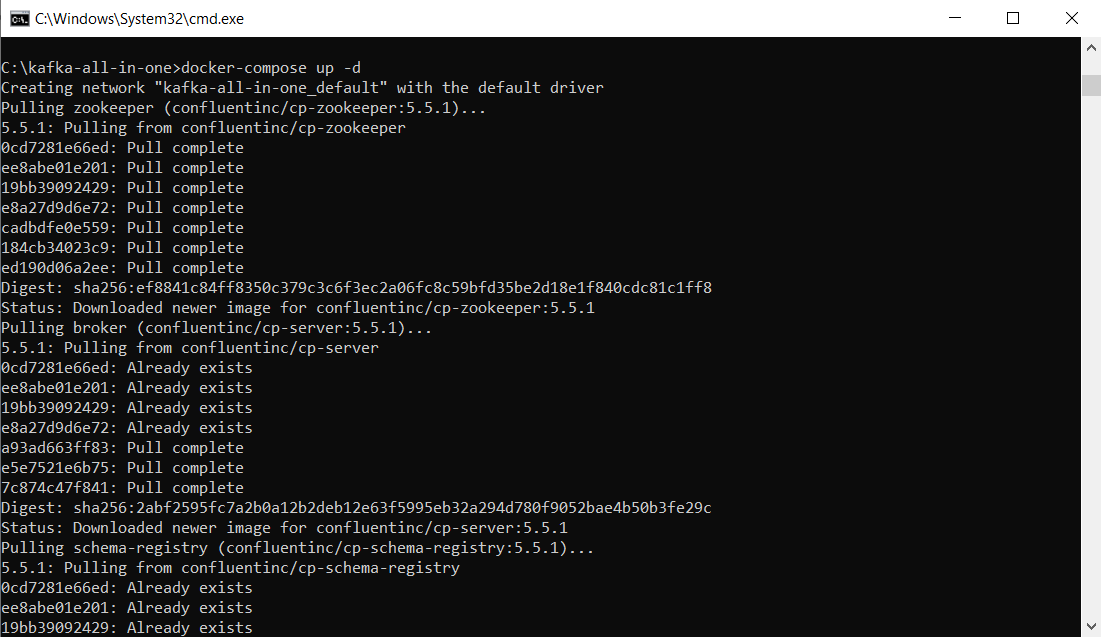 C:\Windows\System32\cmd.exe
C:\kafka-all-in-one>docker-compose up -d
Creating network "kafka-all-in-one_default" with the default driver
Pulling zookeeper (confluentinc/cp-zookeeper:5.5.1)...
5.5.1: Pulling from confluentinc/cp-zookeeper
0cd7281e66ed: Pull complete
ee8abe01e201: Pull complete
19bb39092429: Pull complete
e8a27d9d6e72: Pull complete
cadbdfe0e559: Pull complete
184cb34023c9: Pull complete
ed190d06a2ee: Pull complete
Digest: sha256:ef8841c84ff8350c379c3c6f3ec2a06fc8c59bfd35be2d18e1f840cdc81c1ff8
Status: Downloaded newer image for confluentinc/cp-zookeeper:5.5.1
Pulling broker (confluentinc/cp-server:5.5.1)...
5.5.1: Pulling from confluentinc/cp-server
0cd7281e66ed: Already exists
ee8abe01e201: Already exists
19bb39092429: Already exists
e8a27d9d6e72: Already exists
a93ad663ff83: Pull complete
e5e7521e6b75: Pull complete
7c874c47f841: Pull complete
Digest: sha256:2abf2595fc7a2b0a12b2deb12e63f5995eb32a294d780f9052bae4b50b3fe29c
Status: Downloaded newer image for confluentinc/cp-server:5.5.1
Pulling schema-registry (confluentinc/cp-schema-registry:5.5.1)...
5.5.1: Pulling from confluentinc/cp-schema-registry
0cd7281e66ed: Already exists
ee8abe01e201: Already exists
19bb39092429: Already exists